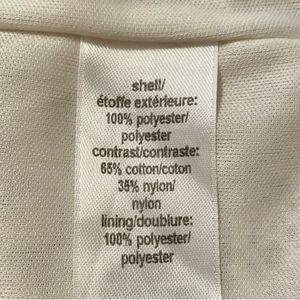 shell/
étoffe extérieure:
100% polyester/
polyester
contrast/contraste:
65% cotton/coton
35% nylon/
nylon
lining/doublure:
100% polyester/
polyester